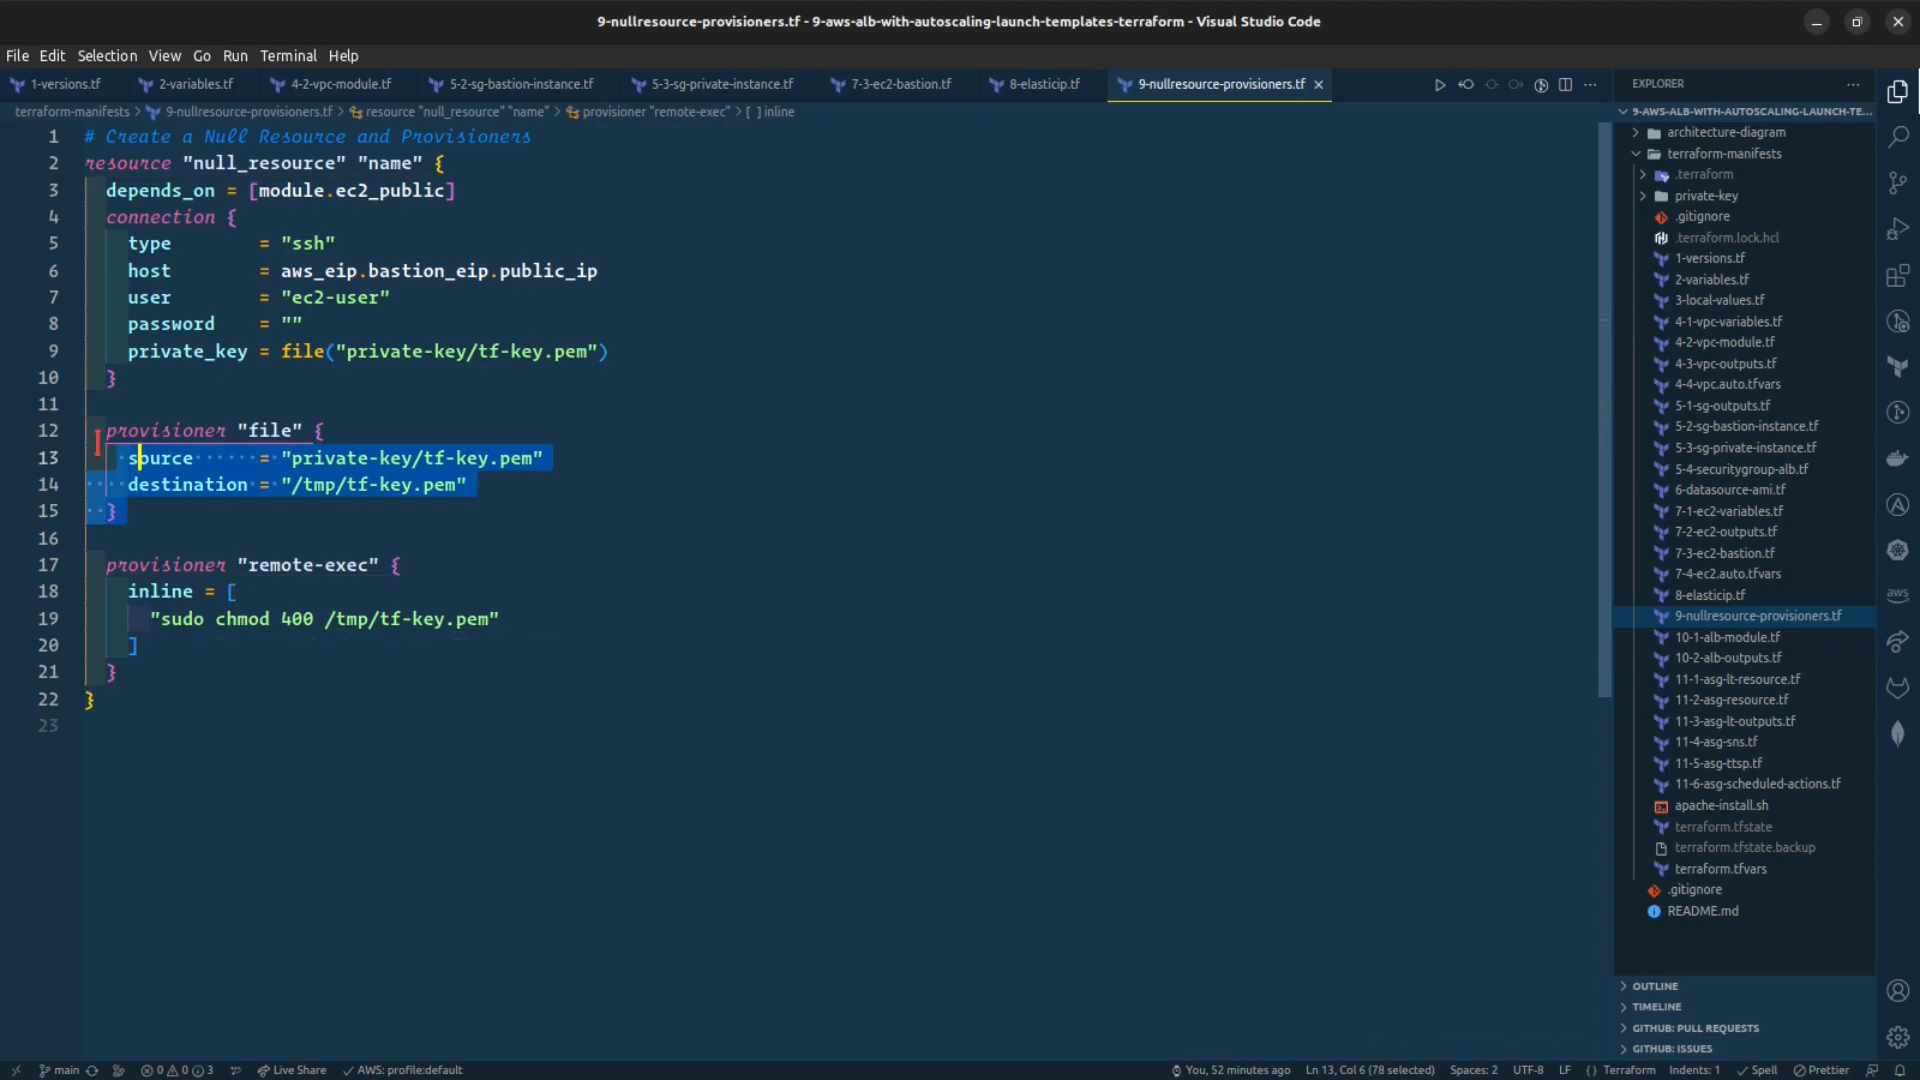 9-nullresource-provisioners.tf - 9-aws-alb-with-autoscaling-launch-templates-terraform - Visual Studio Code
File Edit Selection View Go Run Terminal Help
1-versions.tf 2-variables.tf 4-2-vpc-module.tf 5-2-sg-bastion-instance.tf 5-3-sg-private-instance.tf 7-3-ec2-bastion.tf 8-elasticip.tf 9-nullresource-provisioners.tf
terraform-manifests > 9-nullresource-provisioners.tf > resource "null_resource" "name" > provisioner "remote-exec" > [ ] inline
1 # Create a Null Resource and Provisioners
2 resource "null_resource" "name" {
3 depends_on = [module.ec2_public]
4 connection {
5 type = "ssh"
6 host = aws_eip.bastion_eip.public_ip
7 user = "ec2-user"
8 password = ""
9 private_key = file("private-key/tf-key.pem")
10 }
11
12 provisioner "file" {
13 source = "private-key/tf-key.pem"
14 destination = "/tmp/tf-key.pem"
15 }
16
17 provisioner "remote-exec" {
18 inline = [
19 "sudo chmod 400 /tmp/tf-key.pem"
20 ]
21 }
22 }
23
EXPLORER
9-AWS-ALB-WITH-AUTOSCALING-LAUNCH-TE...
architecture-diagram
terraform-manifests
.terraform
private-key
.gitignore
.terraform.lock.hcl
1-versions.tf
2-variables.tf
3-local-values.tf
4-1-vpc-variables.tf
4-2-vpc-module.tf
4-3-vpc-outputs.tf
4-4-vpc.auto.tfvars
5-1-sg-outputs.tf
5-2-sg-bastion-instance.tf
5-3-sg-private-instance.tf
5-4-securitygroup-alb.tf
6-datasource-ami.tf
7-1-ec2-variables.tf
7-2-ec2-outputs.tf
7-3-ec2-bastion.tf
7-4-ec2.auto.tfvars
8-elasticip.tf
9-nullresource-provisioners.tf
10-1-alb-module.tf
10-2-alb-outputs.tf
11-1-asg-lt-resource.tf
11-2-asg-resource.tf
11-3-asg-lt-outputs.tf
11-4-asg-sns.tf
11-5-asg-ttsp.tf
11-6-asg-scheduled-actions.tf
apache-install.sh
terraform.tfstate
terraform.tfstate.backup
terraform.tfvars
.gitignore
README.md
OUTLINE
TIMELINE
GITHUB: PULL REQUESTS
GITHUB: ISSUES
aws
main 0 0 3 Live Share AWS: profile:default You, 52 minutes ago Ln 13, Col 6 (78 selected) Spaces: 2 UTF-8 LF { } Terraform Indents: 1 Spell Prettier